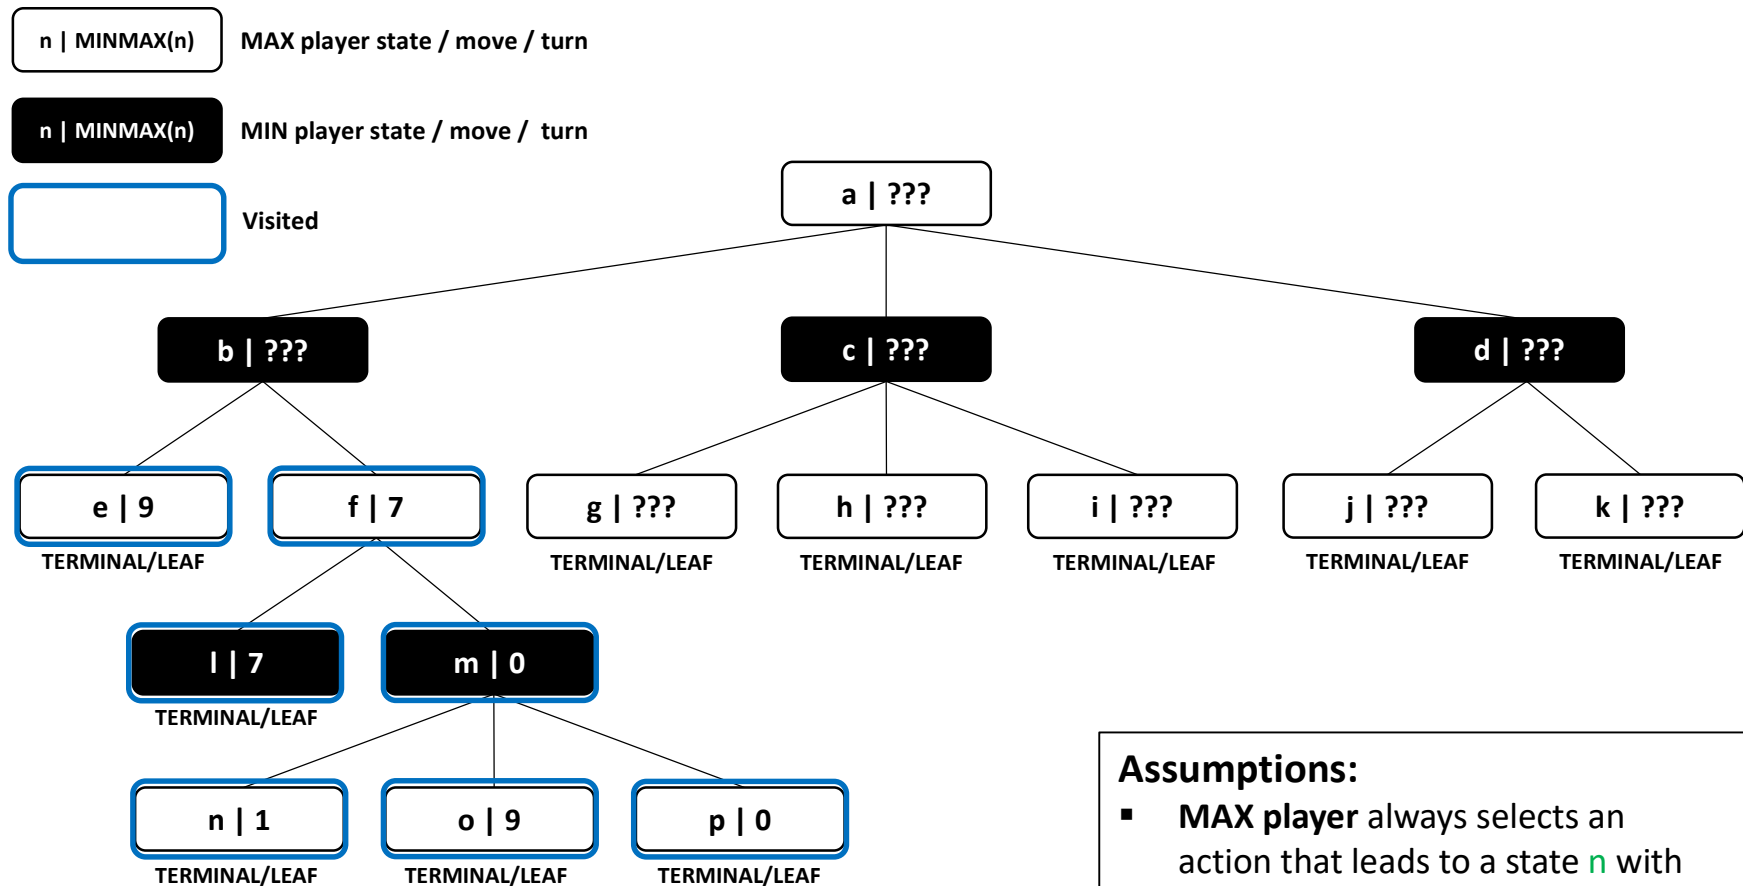 n | MINMAX(n) MAX player state / move / turn
n | MINMAX(n) MIN player state / move / turn
Visited
a | ???
b | ??? c | ??? d | ???
e | 9 f | 7 g | ??? h | ??? i | ??? j | ??? k | ???
TERMINAL/LEAF TERMINAL/LEAF TERMINAL/LEAF TERMINAL/LEAF TERMINAL/LEAF TERMINAL/LEAF
l | 7 m | 0
TERMINAL/LEAF
n | 1 o | 9 p | 0
TERMINAL/LEAF TERMINAL/LEAF TERMINAL/LEAF
Assumptions:
▪ MAX player always selects an
action that leads to a state n with